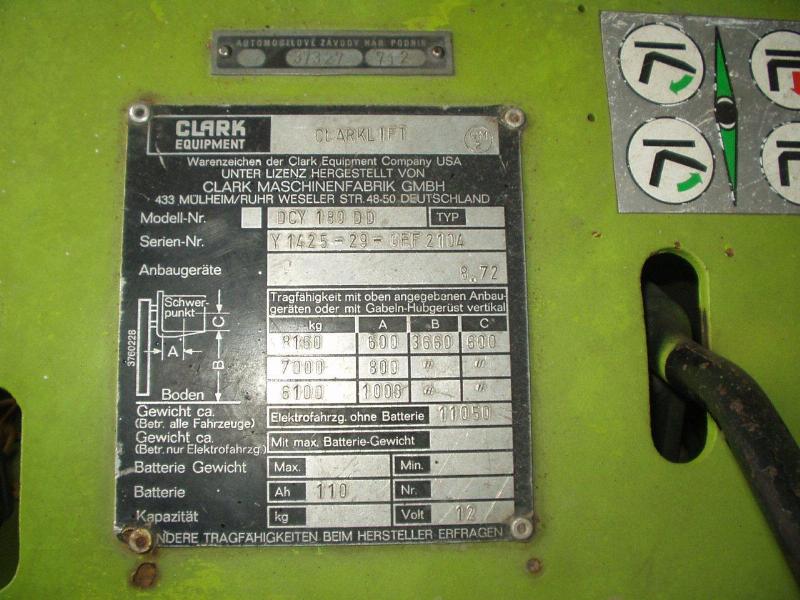 AUTOMOBILOVÉ ZÁVODY NÁR. PODNIK
37327 712
CLARK
EQUIPMENT
CLARKLIFT
Warenzeichen der Clark Equipment Company USA
UNTER LIZENZ HERGESTELLT VON
CLARK MASCHINENFABRIK GMBH
433 MÜLHEIM/RUHR WESELER STR. 48-50 DEUTSCHLAND
Modell-Nr. DCY 180 DD TYP
Serien-Nr. Y 1425-29-OFF 2104
Anbaugeräte
8.72
Tragfähigkeit mit oben angegebenen Anbau-
geräten oder mit Gabeln-Hubgerüst vertikal
Schwer-
punkt
C
A
B
Boden
3760228
kg A B C
8160 600 3660 600
7000 800 " "
6100 1000 " "
Gewicht ca.
(Betr. alle Fahrzeuge)
Elektrofahrzg. ohne Batterie 11050
Gewicht ca.
(Betr. nur Elektrofahrzg.)
Mit max. Batterie-Gewicht
Batterie Gewicht Max. Min.
Batterie Ah 110 Nr.
Kapazität kg Volt 12
ANDERE TRAGFÄHIGKEITEN BEIM HERSTELLER ERFRAGEN